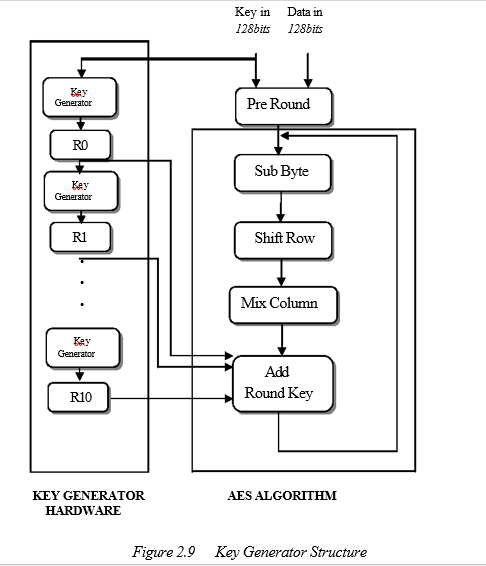 Key in Data in
128bits 128bits
Key
Generator
Pre Round
R0
Sub Byte
Key
Generator
R1
Shift Row
Mix Column
Key
Generator
Add
Round Key
R10
KEY GENERATOR
HARDWARE
AES ALGORITHM
Figure 2.9 Key Generator Structure